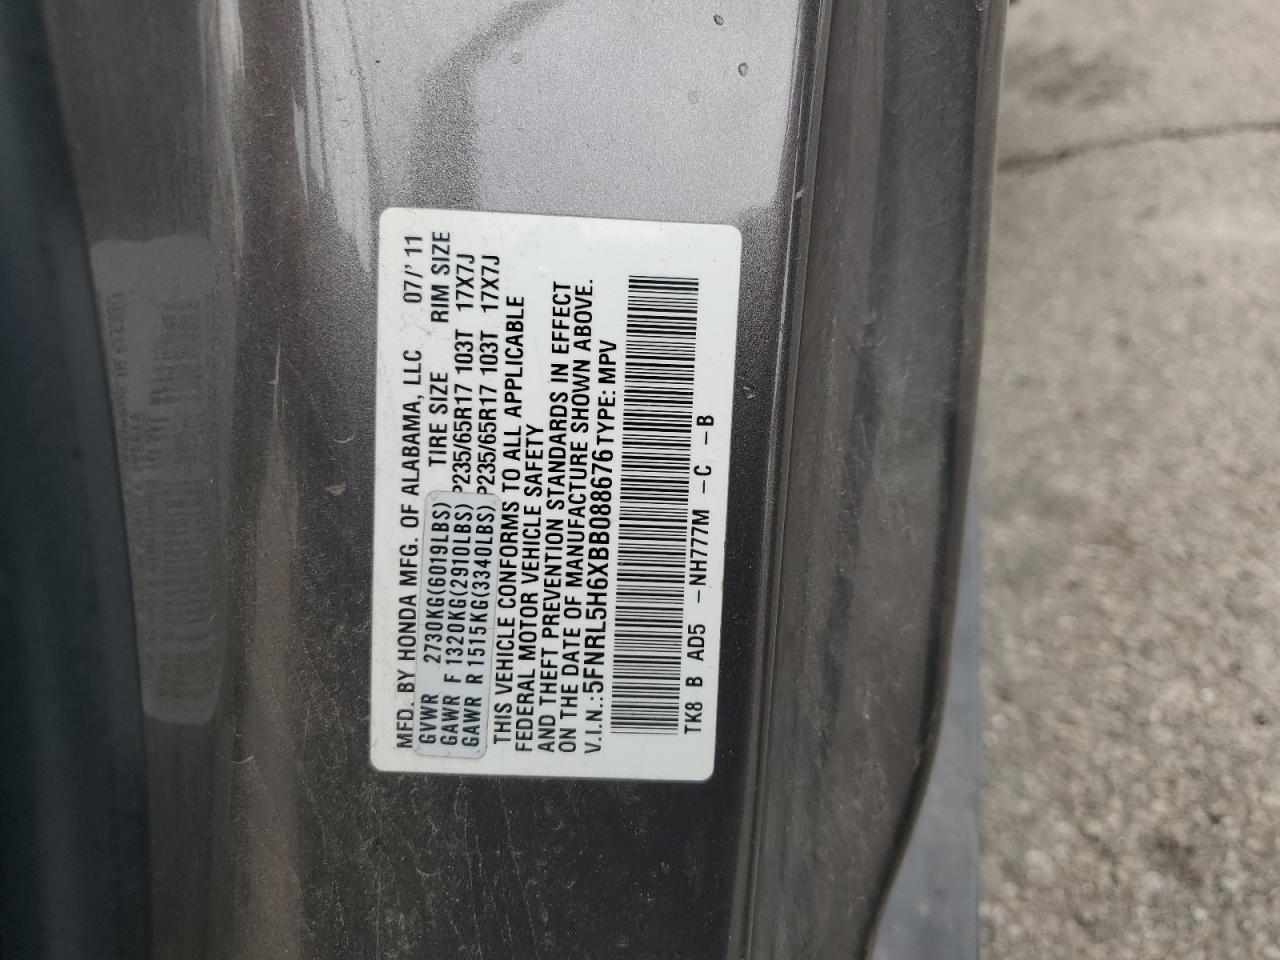 MFD. BY HONDA MFG. OF ALABAMA, LLC 07/'11
GVWR 2730KG(6019LBS) TIRE SIZE RIM SIZE
GAWR F 1320KG(2910LBS) P235/65R17 103T 17X7J
GAWR R 1515KG(3340LBS) P235/65R17 103T 17X7J
THIS VEHICLE CONFORMS TO ALL APPLICABLE
FEDERAL MOTOR VEHICLE SAFETY
AND THEFT PREVENTION STANDARDS IN EFFECT
ON THE DATE OF MANUFACTURE SHOWN ABOVE.
V.I.N.:5FNRL5H6XBB088676 TYPE: MPV
TK8 B AD5 -NH777M -C -B